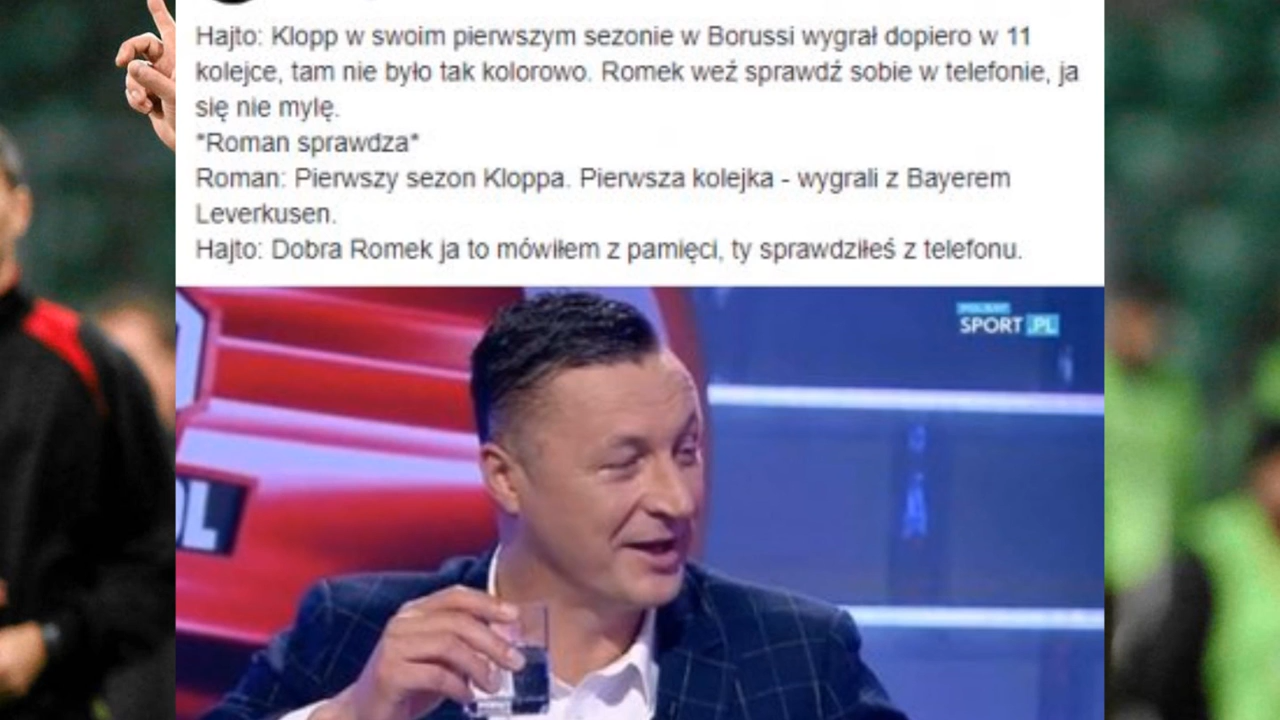 Hajto: Klopp w swoim pierwszym sezonie w Borussi wygrał dopiero w 11
kolejce, tam nie było tak kolorowo. Romek weź sprawdź sobie w telefonie, ja
się nie mylę.
*Roman sprawdza*
Roman: Pierwszy sezon Kloppa. Pierwsza kolejka - wygrali z Bayerem
Leverkusen.
Hajto: Dobra Romek ja to mówiłem z pamięci, ty sprawdziłeś z telefonu.
POLSAT
SPORT.PL
OL